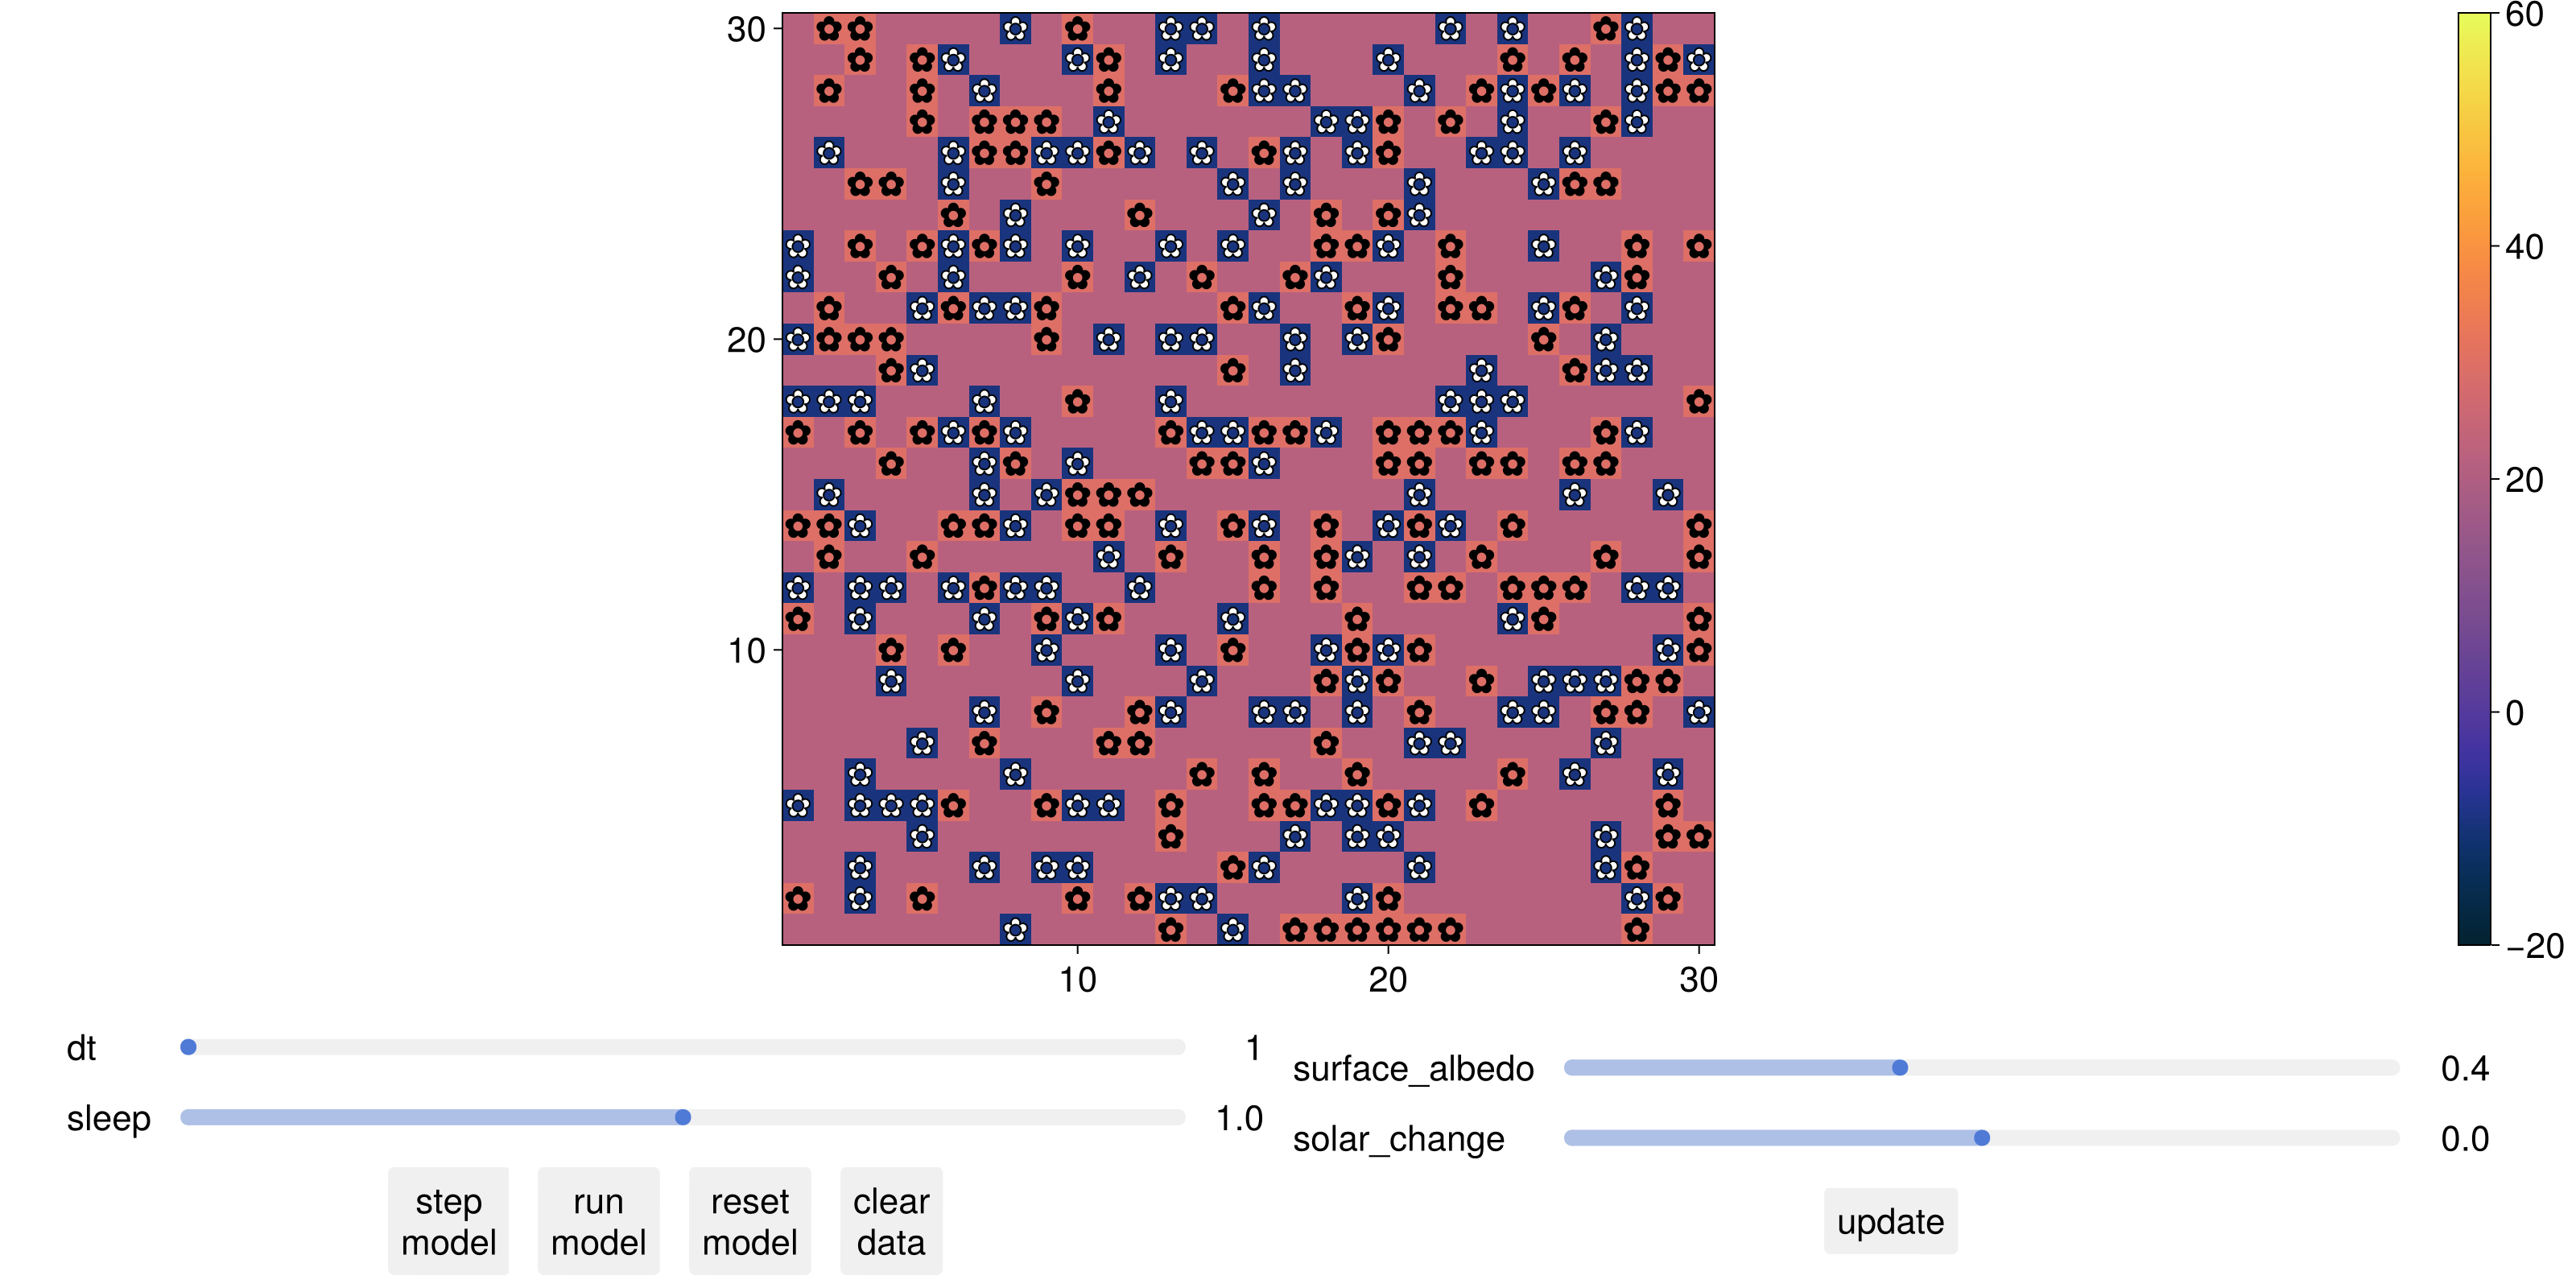 30
20
10
10 20 30
60
40
20
0
−20
dt 1
sleep 1.0
surface_albedo 0.4
solar_change 0.0
step
model
run
model
reset
model
clear
data
update